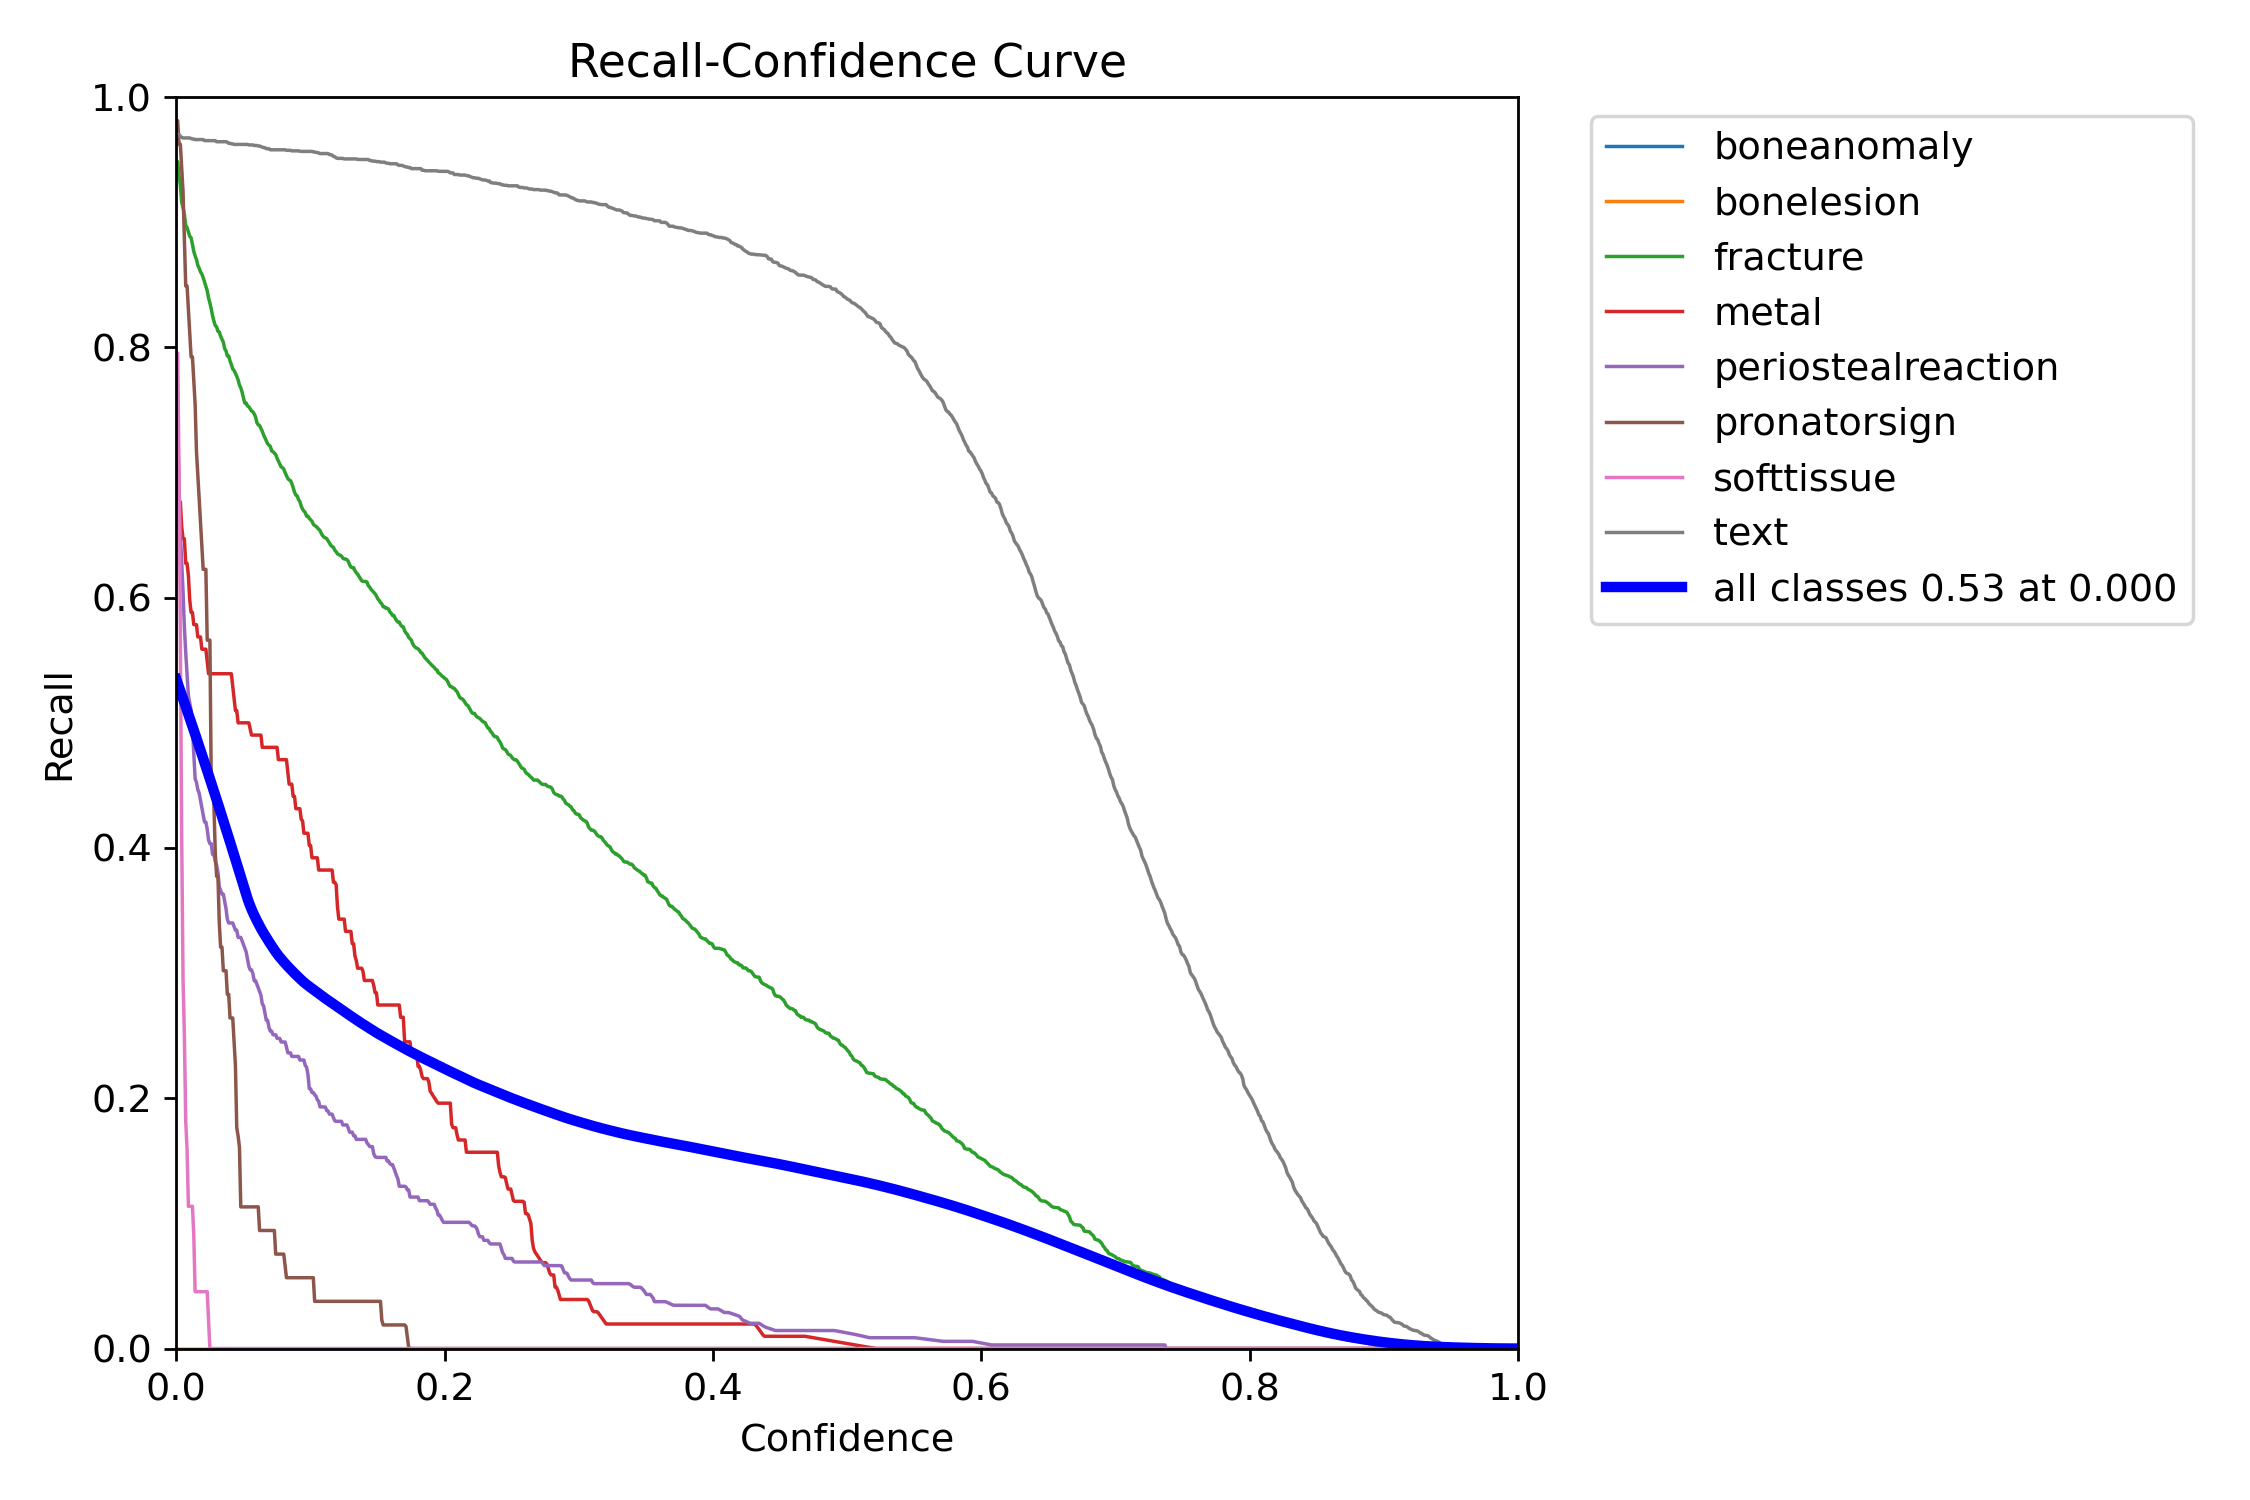 Recall-Confidence Curve
1.0
0.8
0.6
0.4
0.2
0.0
Recall
0.0 0.2 0.4 0.6 0.8 1.0
Confidence
boneanomaly
bonelesion
fracture
metal
periostealreaction
pronatorsign
softtissue
text
all classes 0.53 at 0.000